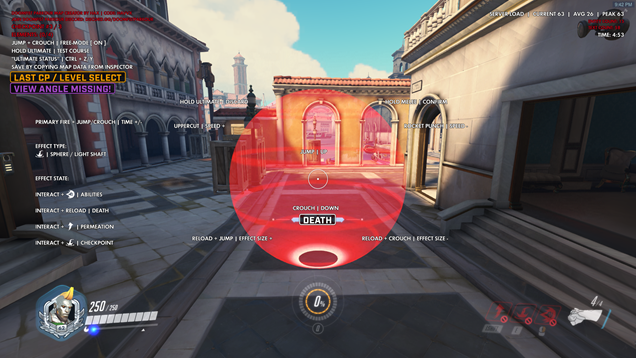 SERVER LOAD | CURRENT 63 | AVG 26 | PEAK 63
TIME: 4:53
JUMP + CROUCH | FREE-MODE [ ON ]
HOLD ULTIMATE | TEST COURSE
"ULTIMATE STATUS" | CTRL + Z/Y
SAVE BY COPYING MAP DATA FROM INSPECTOR
LAST CP / LEVEL SELECT
VIEW ANGLE MISSING!
HOLD ULTIMATE | DISCARD
HOLD MELEE | CONFIRM
PRIMARY FIRE + JUMP/CROUCH | TIME +/-
UPPERCUT | SPEED +
ROCKET PUNCH | SPEED -
EFFECT TYPE:
| SPHERE / LIGHT SHAFT
JUMP | UP
EFFECT STATE:
INTERACT + | ABILITIES
INTERACT + RELOAD | DEATH
INTERACT + | PERMEATION
INTERACT + | CHECKPOINT
CROUCH | DOWN
DEATH
RELOAD + JUMP | EFFECT SIZE +
RELOAD + CROUCH | EFFECT SIZE -
250 / 250
0%